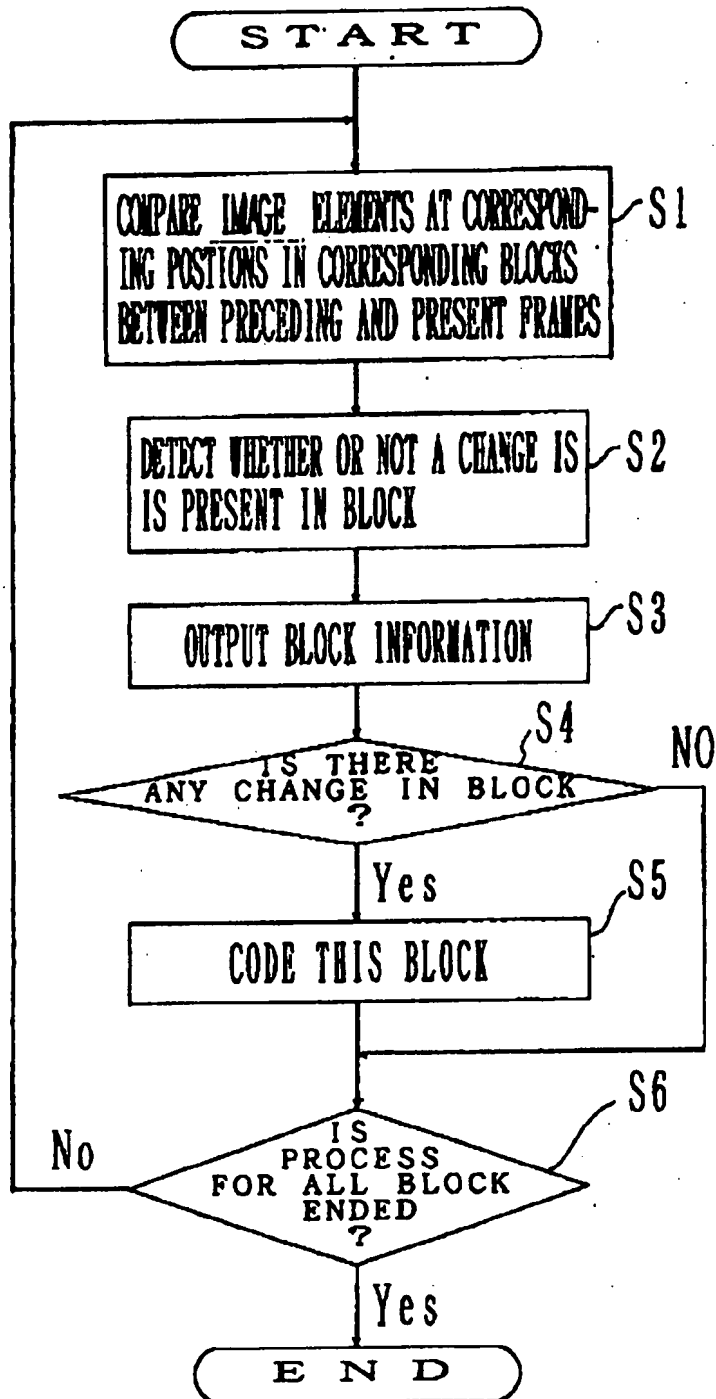 START
COMPARE IMAGE ELEMENTS AT CORRESPOND-
ING POSTIONS IN CORRESPONDING BLOCKS
BETWEEN PRECEDING AND PRESENT FRAMES
S1
DETECT WHETHER OR NOT A CHANGE IS
IS PRESENT IN BLOCK
S2
OUTPUT BLOCK INFORMATION
S3
IS THERE
ANY CHANGE IN BLOCK
?
S4
NO
Yes
CODE THIS BLOCK
S5
IS
PROCESS
FOR ALL BLOCK
ENDED
?
S6
No
Yes
END